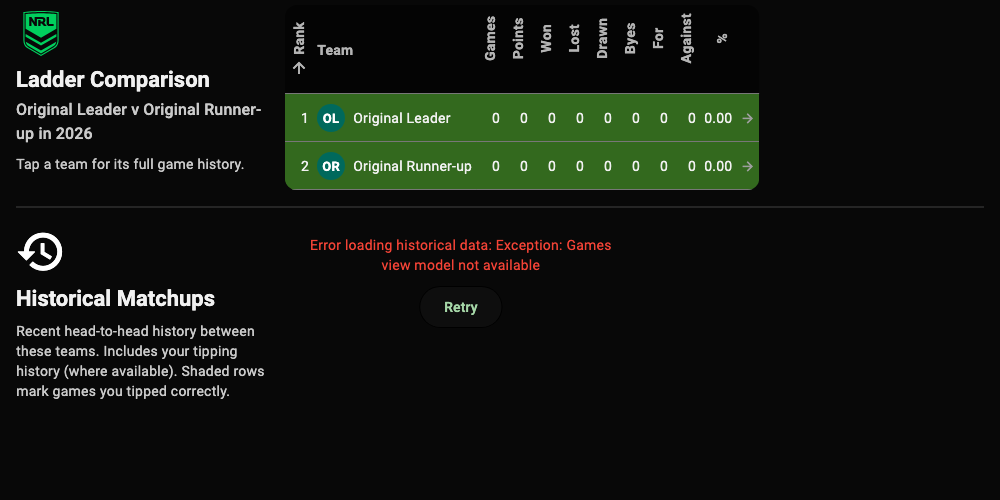 NRL
Ladder Comparison
Original Leader v Original Runner-
up in 2026
Tap a team for its full game history.
Rank Team Games Points Won Lost Drawn Byes For Against %
1 OL Original Leader 0 0 0 0 0 0 0 0 0.00
2 OR Original Runner-up 0 0 0 0 0 0 0 0 0.00
Historical Matchups
Recent head-to-head history between
these teams. Includes your tipping
history (where available). Shaded rows
mark games you tipped correctly.
Error loading historical data: Exception: Games
view model not available
Retry